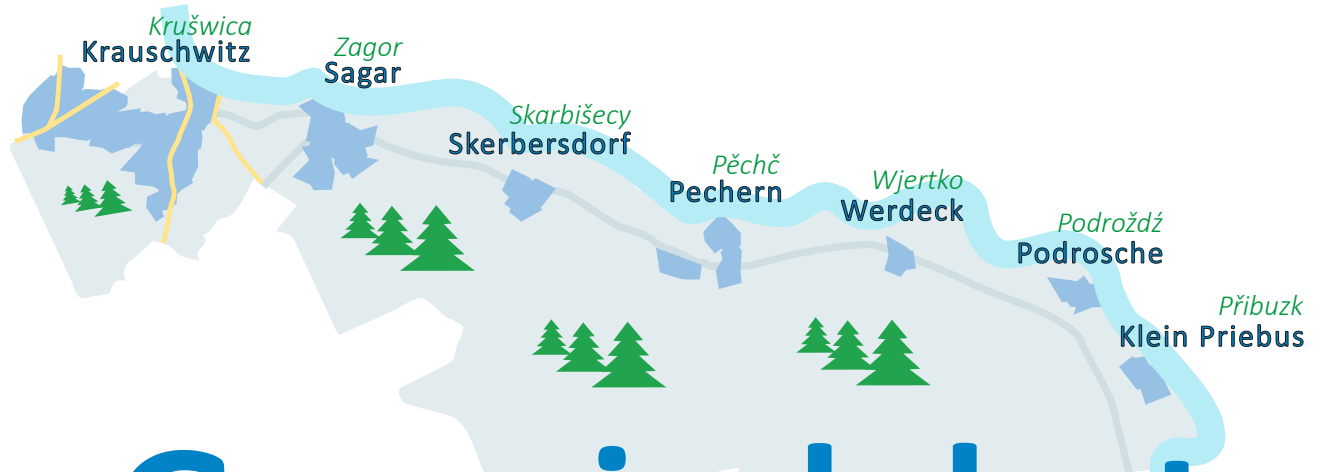 Krušwica
Krauschwitz
Zagor
Sagar
Skarbišecy
Skerbersdorf
Pěchč
Pechern
Wjertko
Werdeck
Podroždź
Podrosche
Přibuzk
Klein Priebus